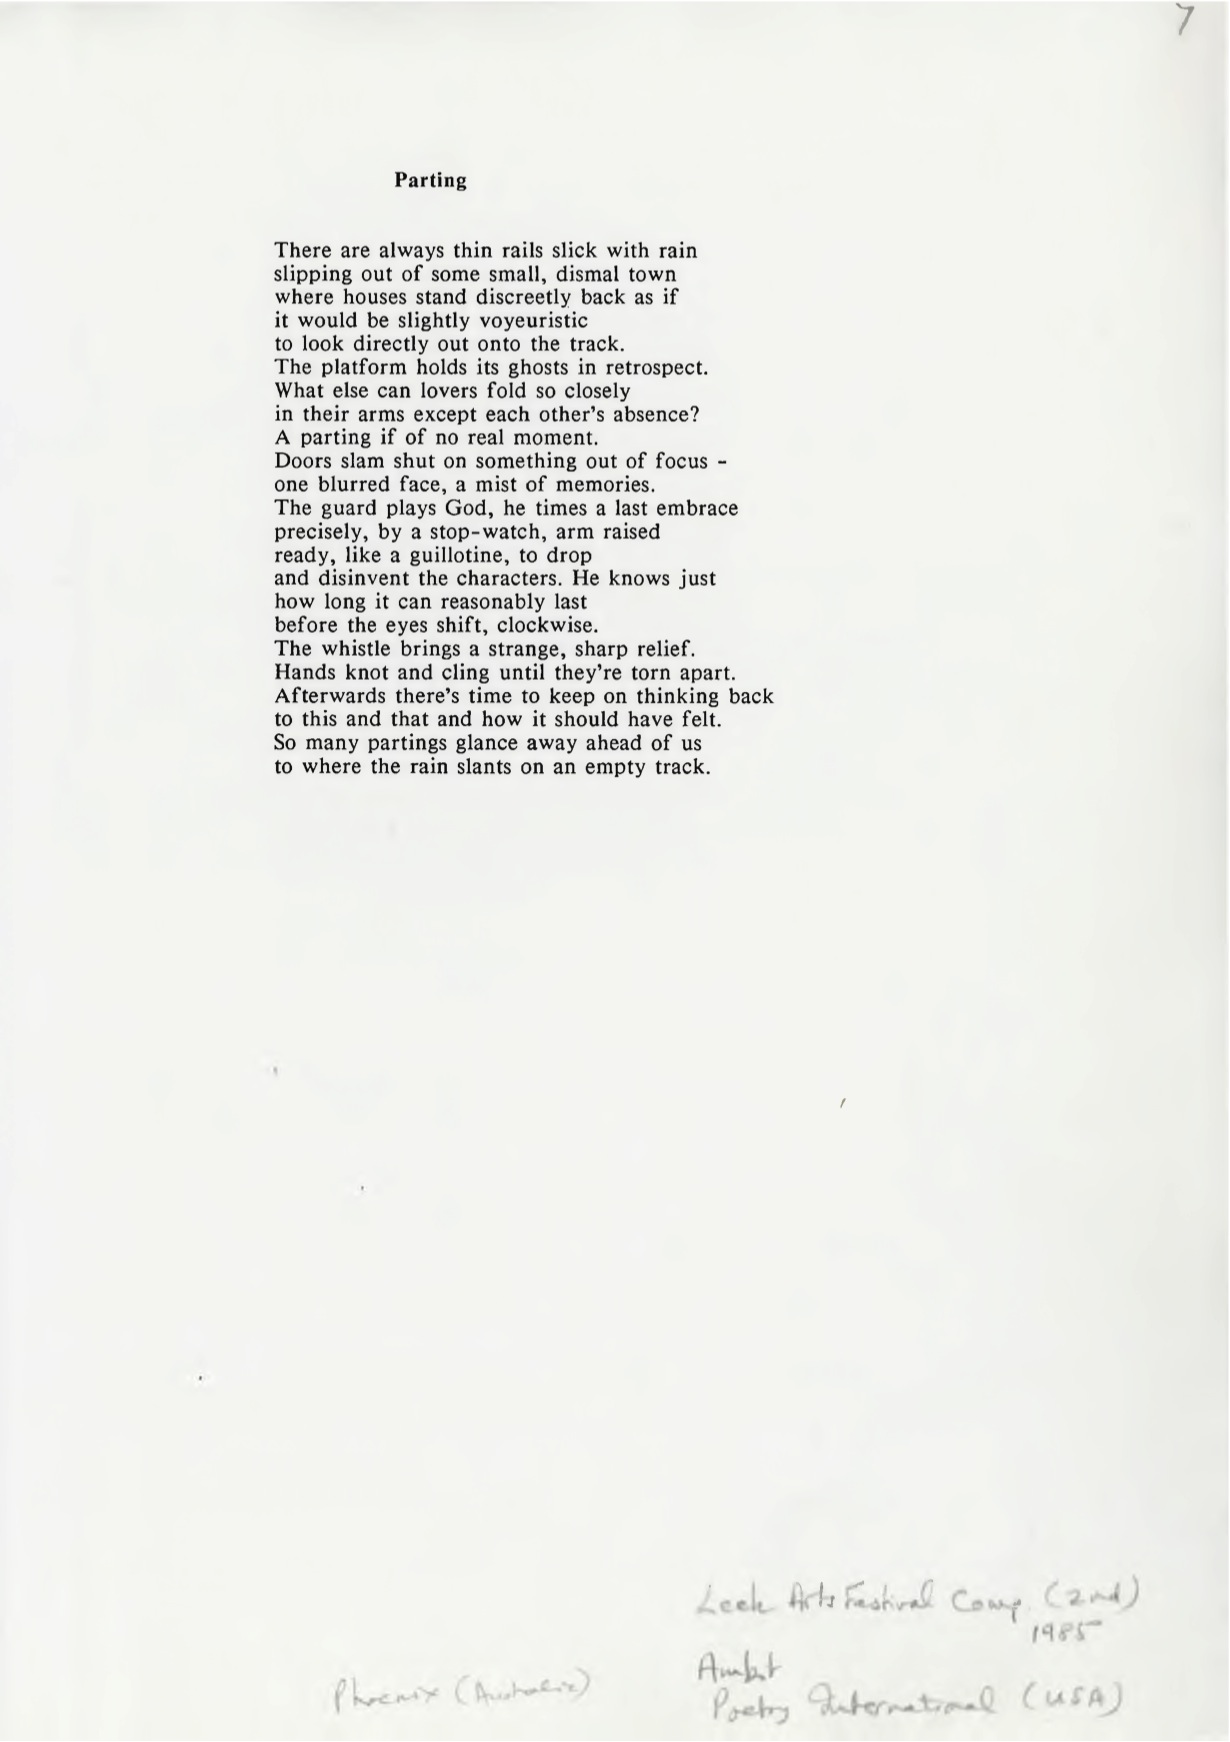 7
Parting
There are always thin rails slick with rain
slipping out of some small, dismal town
where houses stand discreetly back as if
it would be slightly voyeuristic
to look directly out onto the track.
The platform holds its ghosts in retrospect.
What else can lovers fold so closely
in their arms except each other's absence?
A parting if of no real moment.
Doors slam shut on something out of focus -
one blurred face, a mist of memories.
The guard plays God, he times a last embrace
precisely, by a stop-watch, arm raised
ready, like a guillotine, to drop
and disinvent the characters. He knows just
how long it can reasonably last
before the eyes shift, clockwise.
The whistle brings a strange, sharp relief.
Hands knot and cling until they're torn apart.
Afterwards there's time to keep on thinking back
to this and that and how it should have felt.
So many partings glance away ahead of us
to where the rain slants on an empty track.
Leek Arts Festival Comp. (2nd)
1985
Ambit
Phoenix (Australia)
Poetry International (USA)